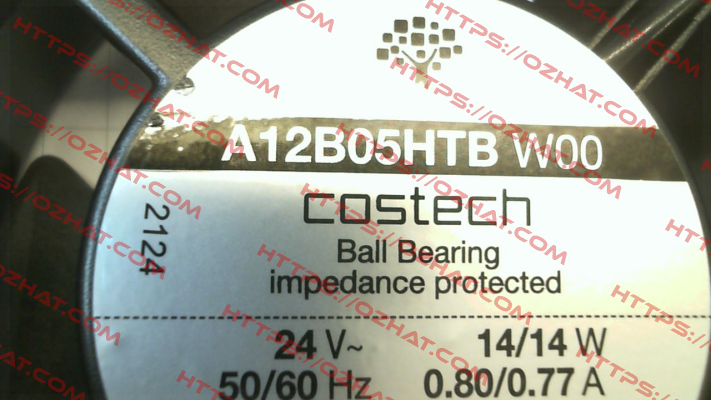 A12B05HTB W00
costech
Ball Bearing
impedance protected
2124
24 V~ 14/14 W
50/60 Hz 0.80/0.77 A
HTTPS://OZHAT.COM